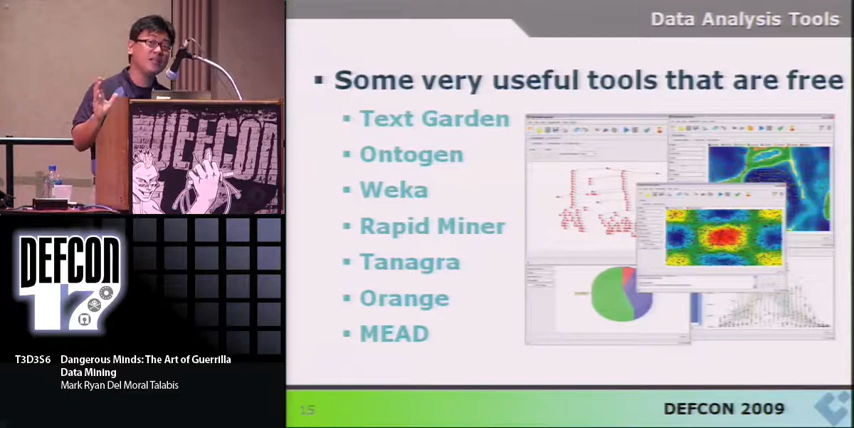 Data Analysis Tools
Some very useful tools that are free
Text Garden
Ontogen
Weka
Rapid Miner
Tanagra
Orange
MEAD
15
DEFCON 2009
DEFCON
DEFCON
17
T3D3S6 Dangerous Minds: The Art of Guerrilla
Data Mining
Mark Ryan Del Moral Talabis